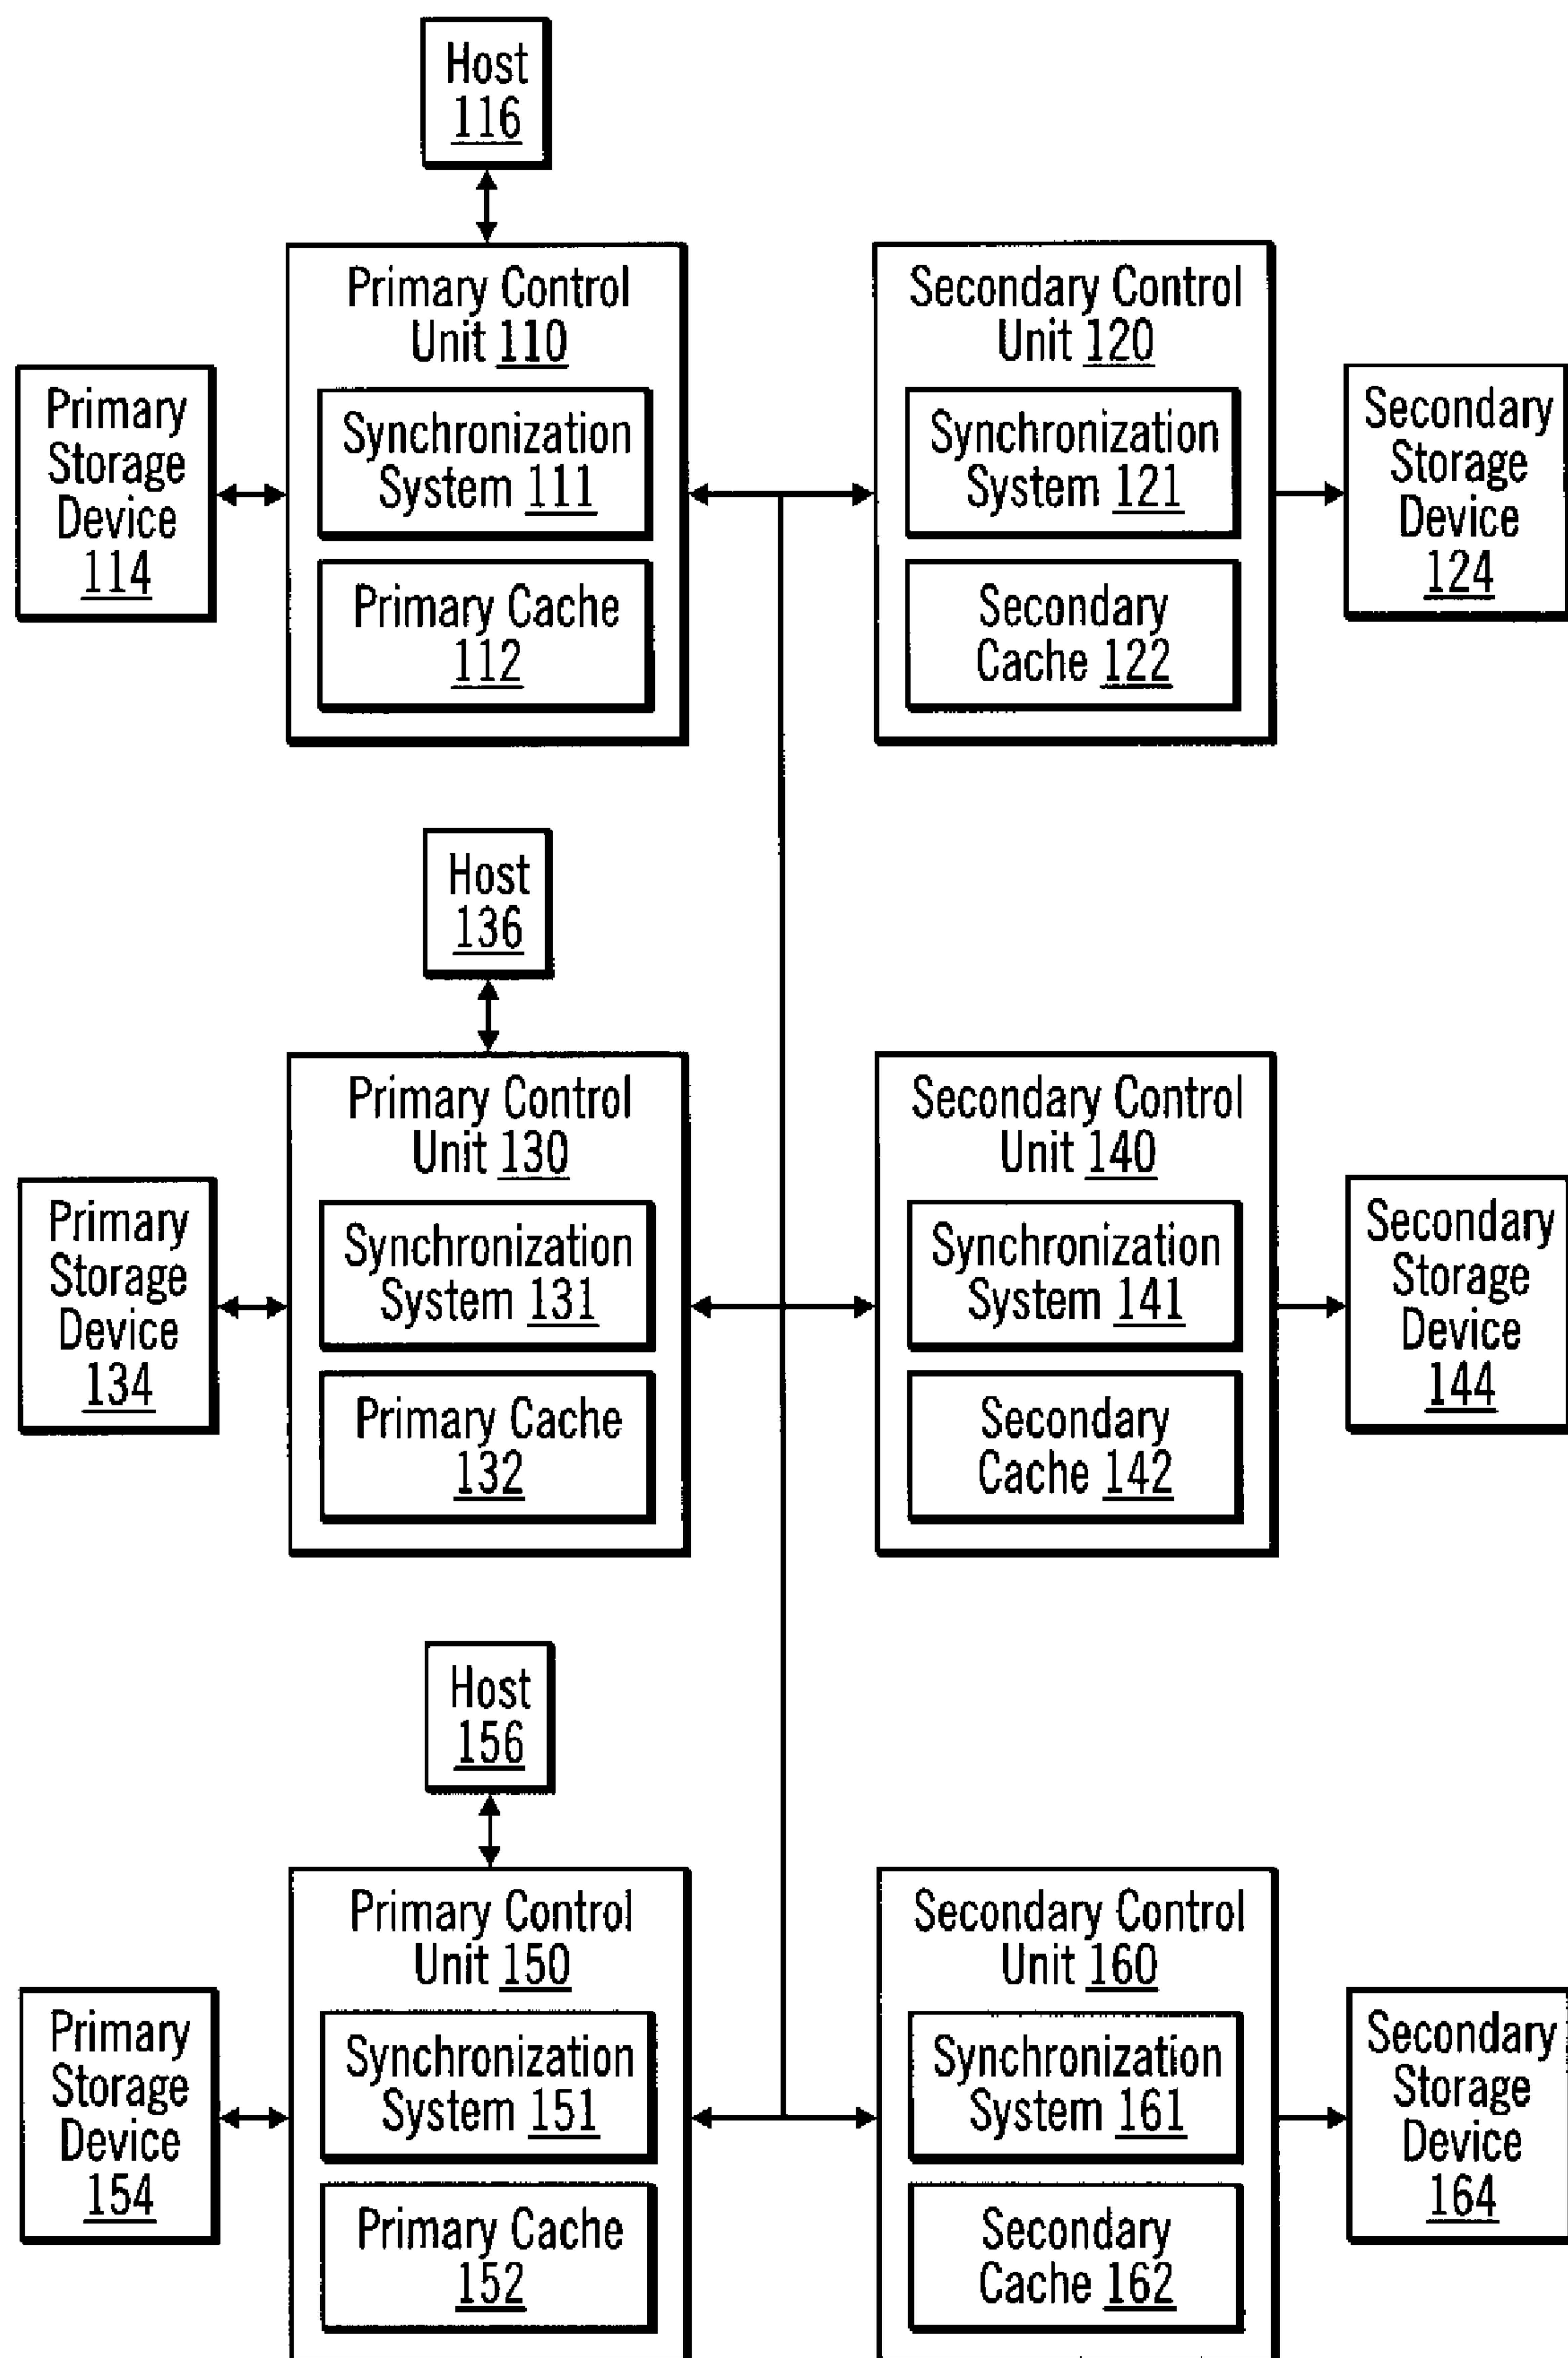 Host
116
Primary Control
Unit 110
Synchronization
System 111
Primary Cache
112
Primary
Storage
Device
114
Secondary Control
Unit 120
Synchronization
System 121
Secondary
Cache 122
Secondary
Storage
Device
124
Host
136
Primary Control
Unit 130
Synchronization
System 131
Primary Cache
132
Primary
Storage
Device
134
Secondary Control
Unit 140
Synchronization
System 141
Secondary
Cache 142
Secondary
Storage
Device
144
Host
156
Primary Control
Unit 150
Synchronization
System 151
Primary Cache
152
Primary
Storage
Device
154
Secondary Control
Unit 160
Synchronization
System 161
Secondary
Cache 162
Secondary
Storage
Device
164